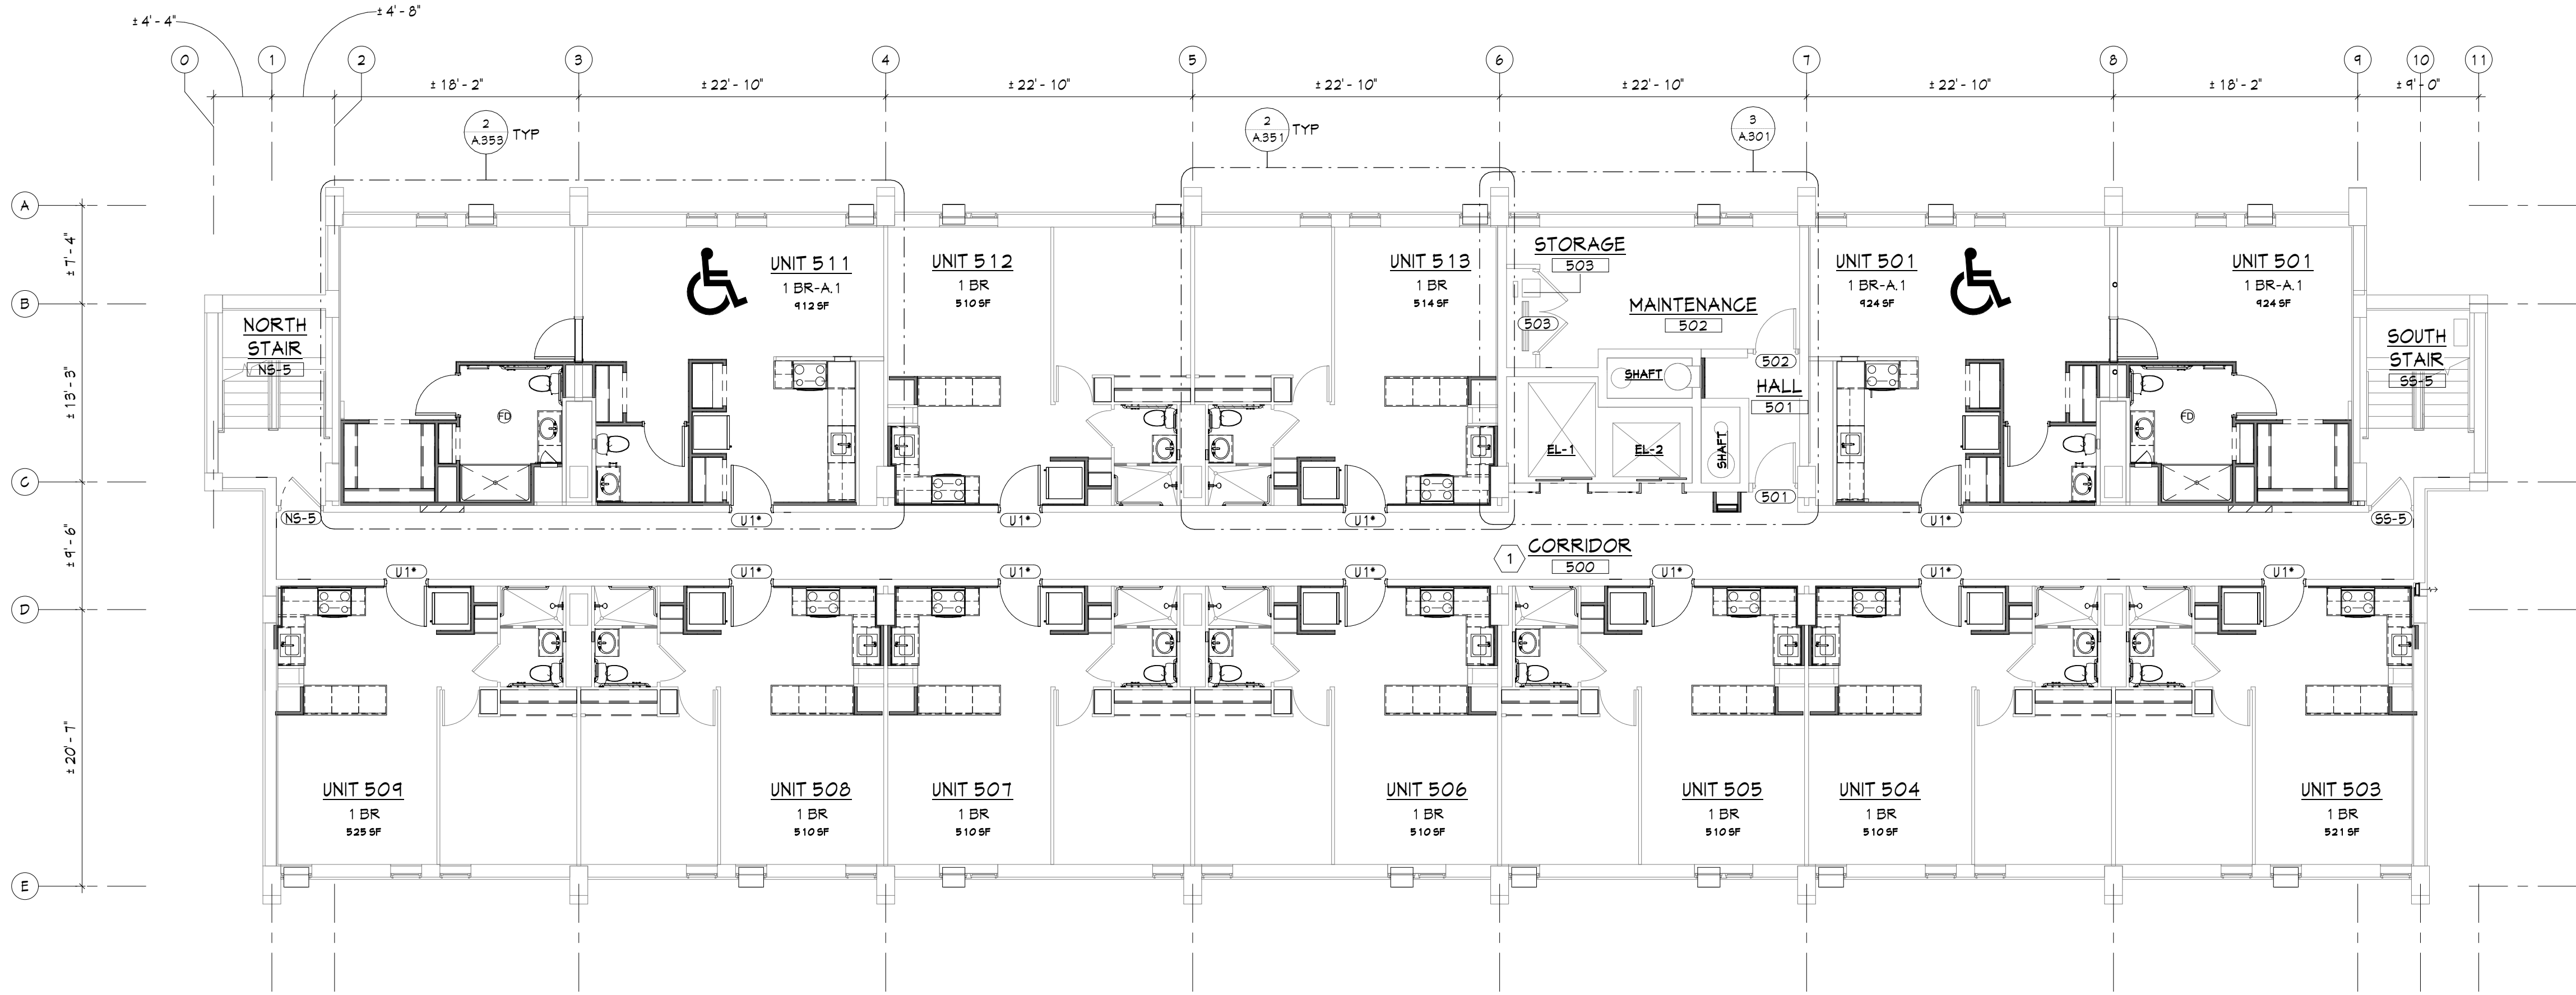 ± 4' - 4"
± 4' - 8"
0
1
2
3
4
5
6
7
8
9
10
11
± 18' - 2"
± 22' - 10"
± 22' - 10"
± 22' - 10"
± 22' - 10"
± 22' - 10"
± 18' - 2"
± 9' - 0"
2
A.353
TYP
2
A.351
TYP
3
A.301
A
B
C
D
E
± 7' - 4"
± 13' - 3"
± 9' - 6"
± 20' - 7"
NORTH
STAIR
NS-5
NS-5
UNIT 511
1 BR-A.1
912 SF
FD
U1*
UNIT 512
1 BR
510 SF
U1*
UNIT 513
1 BR
514 SF
U1*
STORAGE
503
503
MAINTENANCE
502
502
SHAFT
HALL
501
EL-1
EL-2
SHAFT
501
UNIT 501
1 BR-A.1
924 SF
U1*
UNIT 501
1 BR-A.1
924 SF
FD
SOUTH
STAIR
SS-5
SS-5
1
CORRIDOR
500
U1*
U1*
U1*
U1*
U1*
U1*
U1*
UNIT 509
1 BR
525 SF
UNIT 508
1 BR
510 SF
UNIT 507
1 BR
510 SF
UNIT 506
1 BR
510 SF
UNIT 505
1 BR
510 SF
UNIT 504
1 BR
510 SF
UNIT 503
1 BR
521 SF